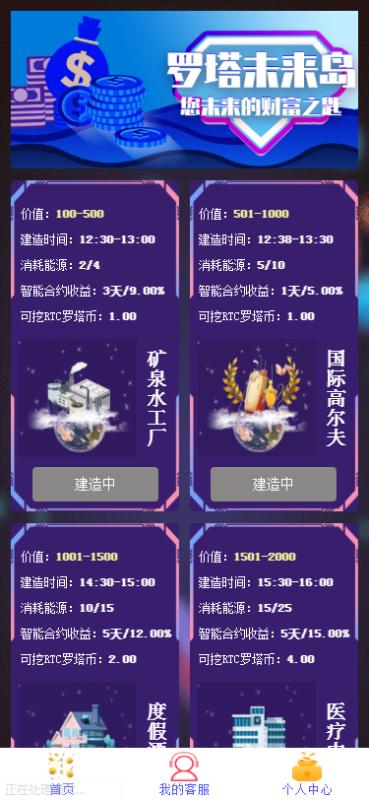 罗塔未来岛
您未来的财富之匙
价值：100-500
建造时间：12:30-13:00
消耗能源：2/4
智能合约收益：3天/9.00%
可挖RTC罗塔币：1.00
矿泉水工厂
建造中
价值：501-1000
建造时间：12:38-13:30
消耗能源：5/10
智能合约收益：1天/5.00%
可挖RTC罗塔币：1.00
国际高尔夫
建造中
价值：1001-1500
建造时间：14:30-15:00
消耗能源：10/15
智能合约收益：5天/12.00%
可挖RTC罗塔币：2.00
度假
价值：1501-2000
建造时间：15:30-16:00
消耗能源：15/25
智能合约收益：5天/15.00%
可挖RTC罗塔币：4.00
医疗
正在处理
首页
我的客服
个人中心